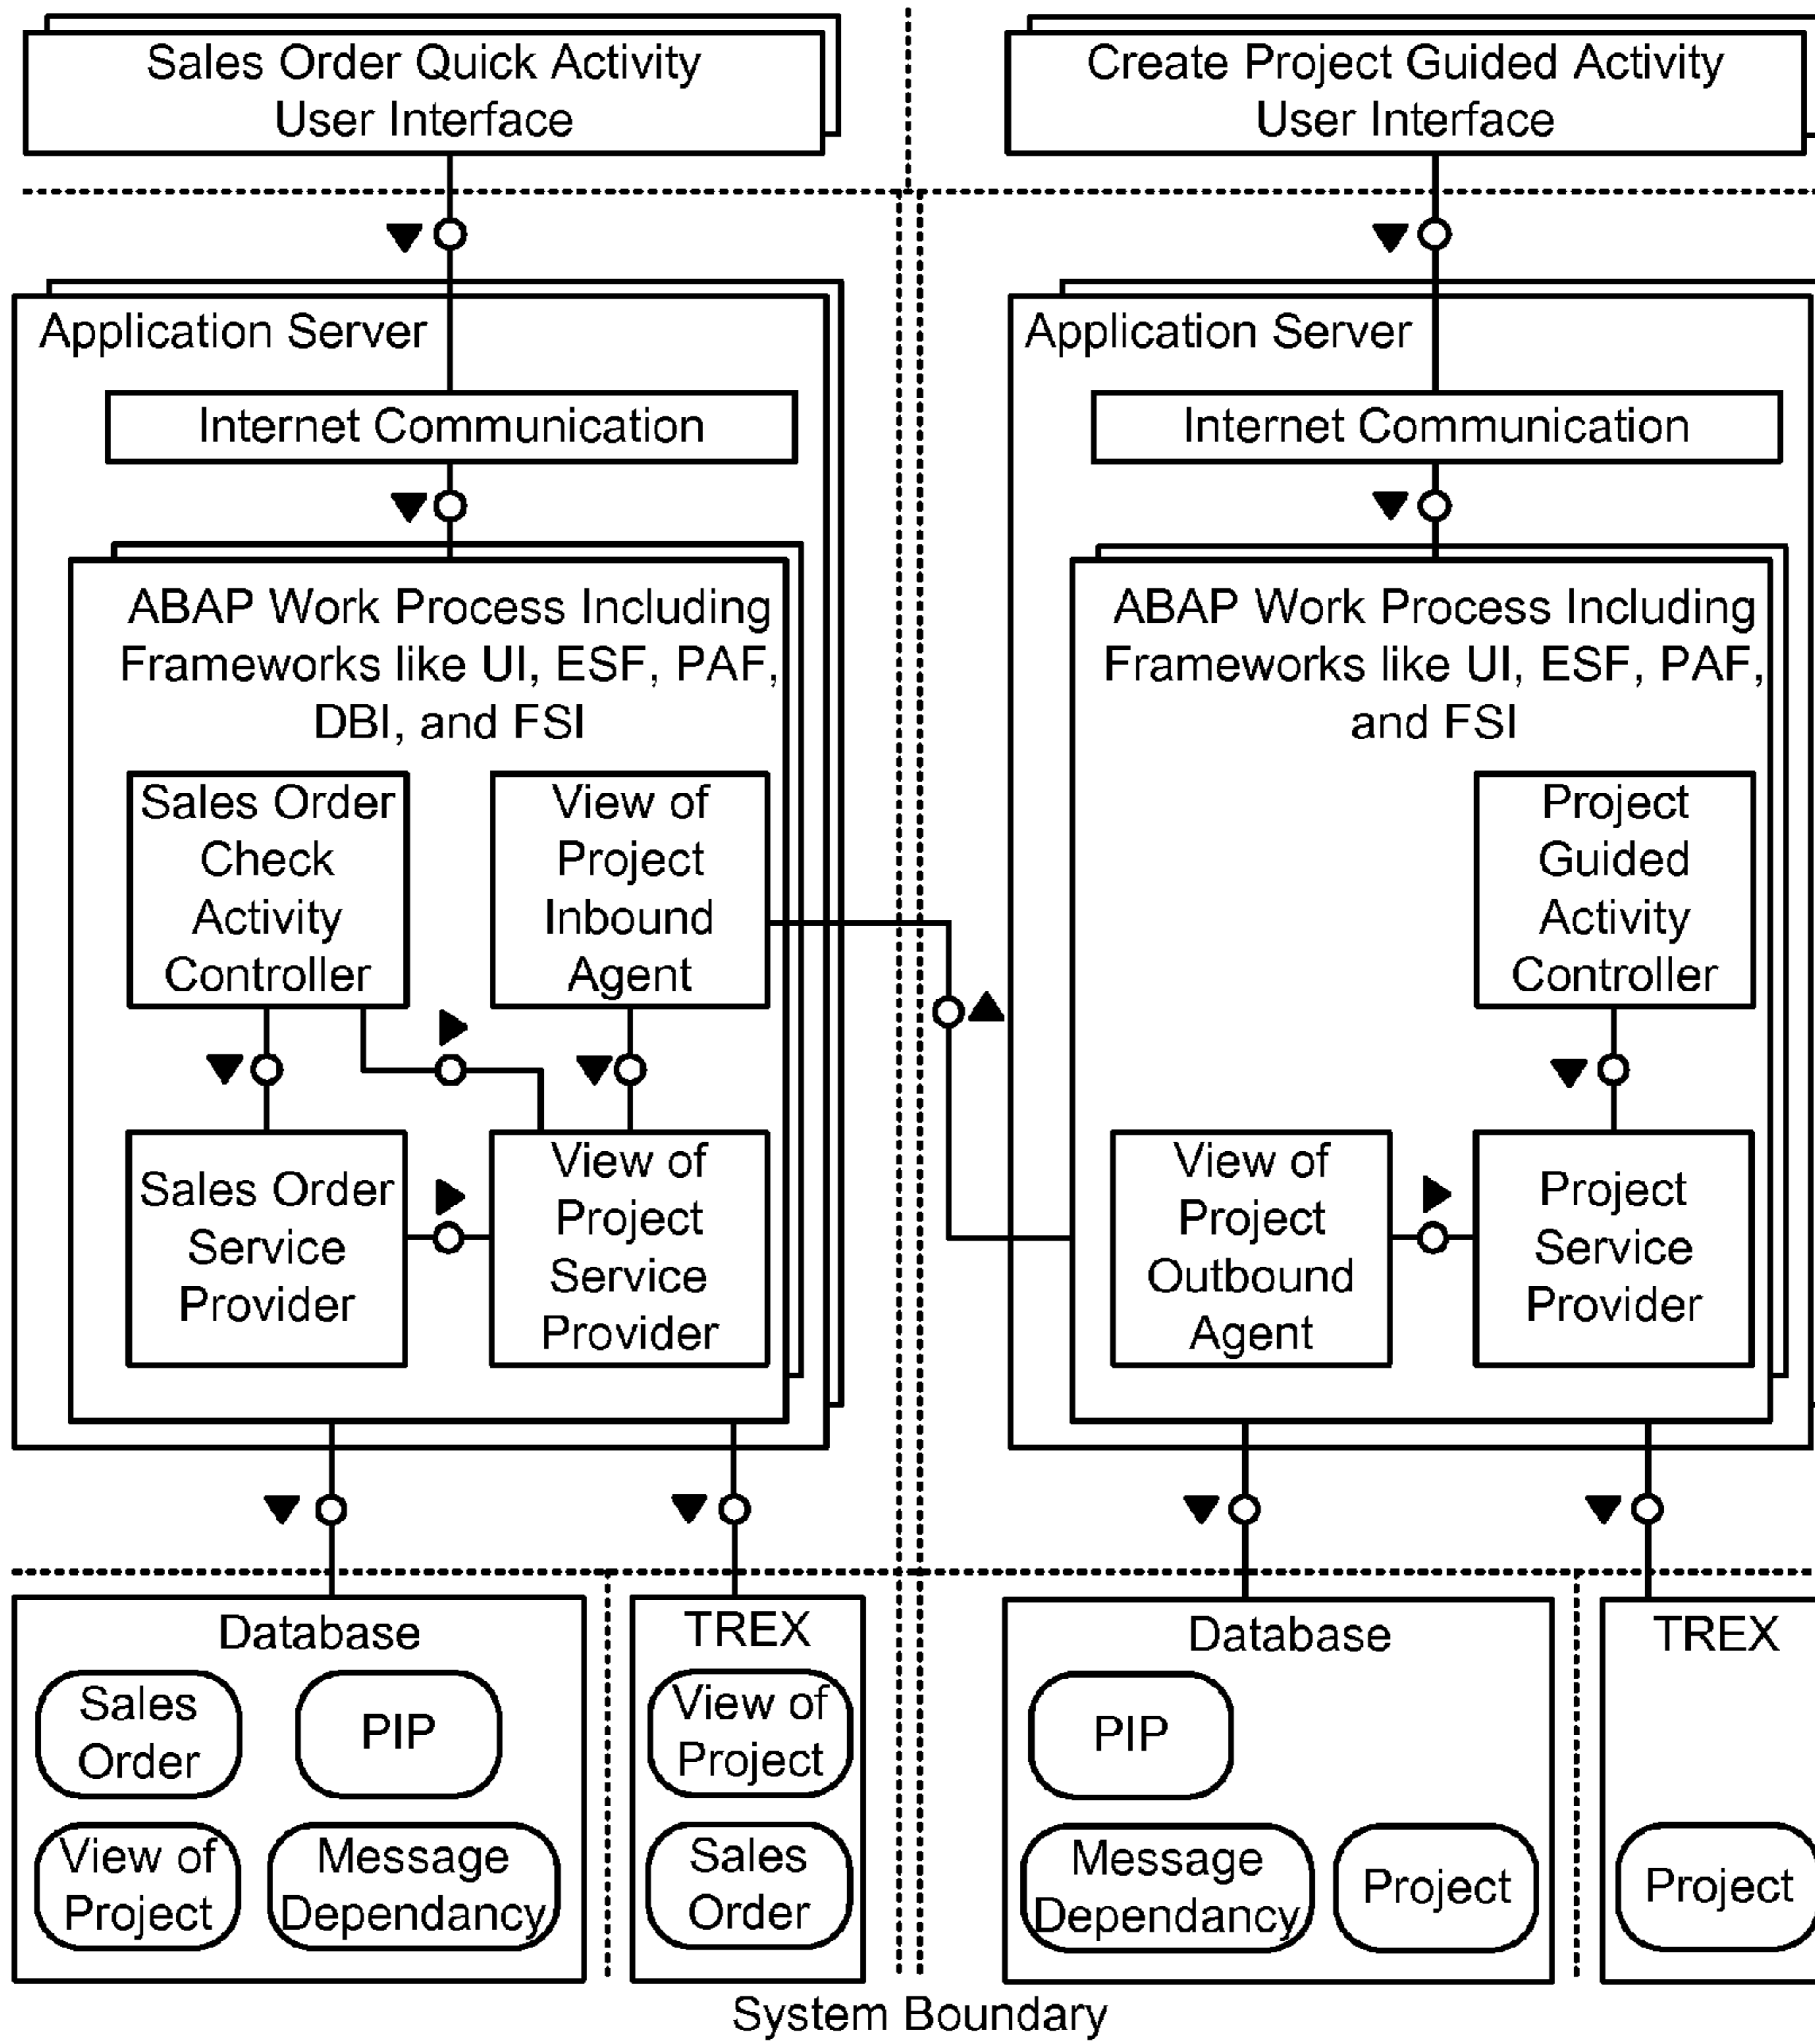 Sales Order Quick Activity
User Interface
Create Project Guided Activity
User Interface
Application Server
Internet Communication
ABAP Work Process Including
Frameworks like UI, ESF, PAF,
DBI, and FSI
Sales Order
Check
Activity
Controller
View of
Project
Inbound
Agent
Sales Order
Service
Provider
View of
Project
Service
Provider
Application Server
Internet Communication
ABAP Work Process Including
Frameworks like UI, ESF, PAF,
and FSI
Project
Guided
Activity
Controller
View of
Project
Outbound
Agent
Project
Service
Provider
Database
Sales
Order
PIP
View of
Project
Message
Dependancy
TREX
View of
Project
Sales
Order
Database
PIP
Message
Dependancy
Project
TREX
Project
System Boundary